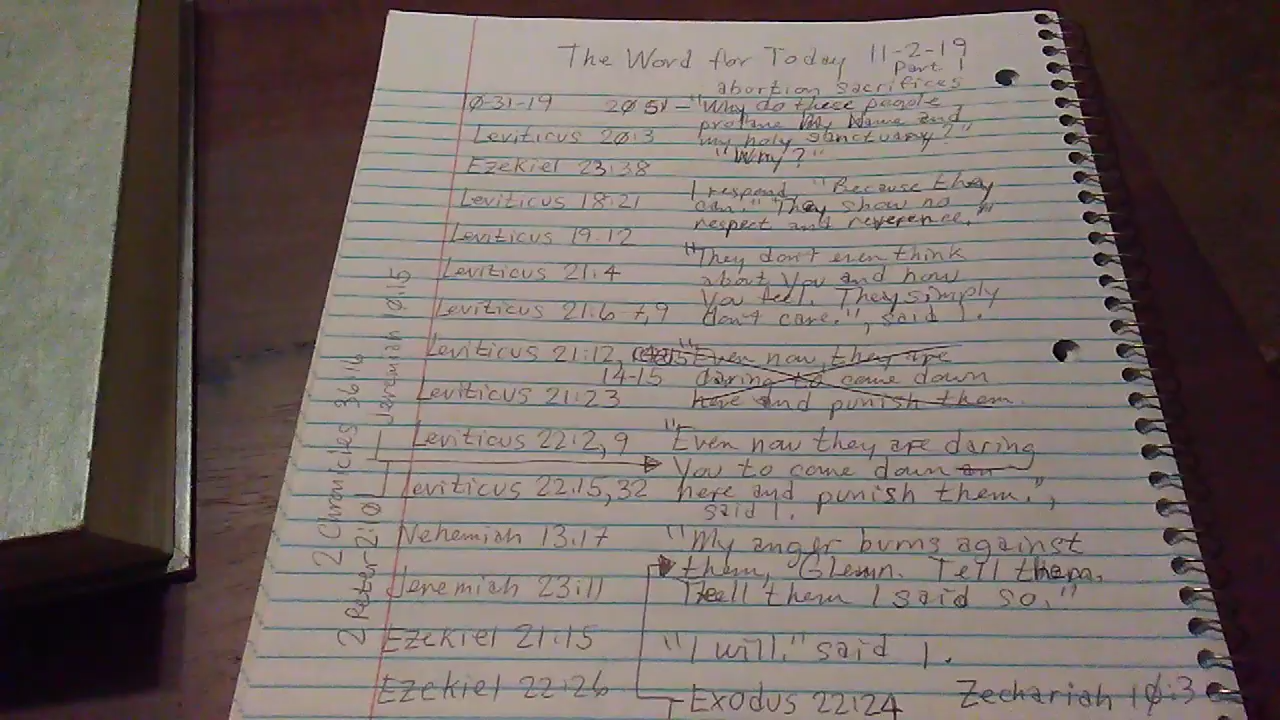 The Word for Today 11-2-19
Part 1
abortion sacrifices
10-31-19 20:5↓ — "Why do these people
profane My Name and
Leviticus 20:3 my holy sanctuary?"
"Why?"
Ezekiel 23:38
I respond, "Because they
Leviticus 18:21 can." "They show no
respect and reverence."
Leviticus 19:12
"They don't even think
Leviticus 21:4 about You and how
You feel. They simply
Leviticus 21:6-7,9 don't care.", said I.
Leviticus 21:12, "Even now, they are
14-15 daring to come down
Leviticus 21:23 here and punish them.
Leviticus 22:2,9 "Even now they are daring
You to come down an
Leviticus 22:15,32 here and punish them.",
said I.
Nehemiah 13:17 "My anger burns against
them, Glenn. Tell them.
Jeremiah 23:11 Tell them I said so."
Ezekiel 21:15 "I will," said I.
Ezekiel 22:26 Exodus 22:24 Zechariah 10:3
Jeremiah 10:15
2 Chronicles 36:16
2 Peter 2:10